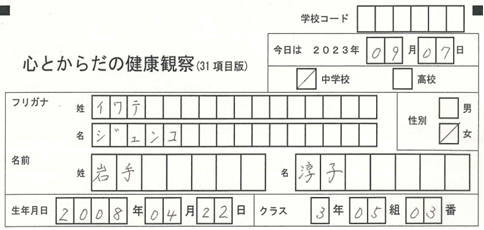 学校コード
今日は 2023年 09月 07日
心とからだの健康観察(31項目版)
中学校 高校
フリガナ 姓 イワテ
名 ジュンコ
性別 男 女
名前 姓 岩手 名 淳子
生年月日 2008年 04月 22日 クラス 3年 05組 03番